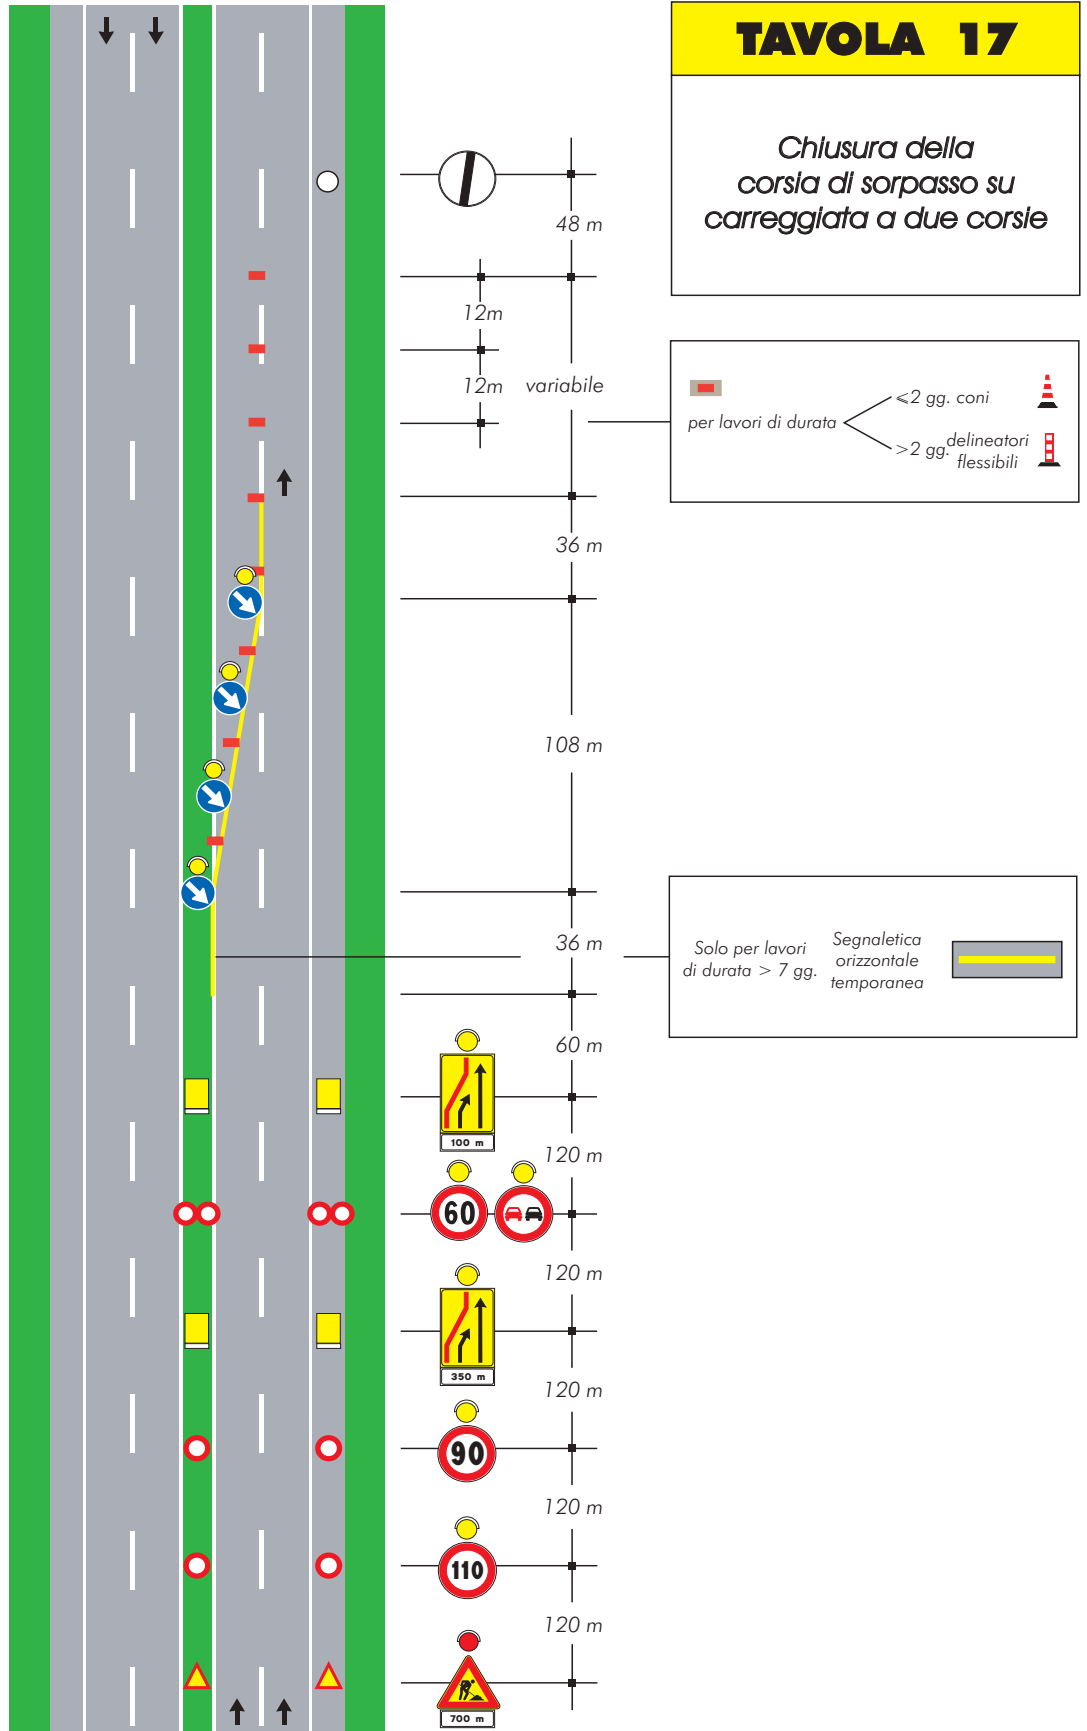 TAVOLA 17
Chiusura della
corsia di sorpasso su
carreggiata a due corsie
48 m
12m
12m
variabile
per lavori di durata
⩽2 gg. coni
>2 gg. delineatori
flessibili
36 m
108 m
36 m
Solo per lavori
di durata > 7 gg.
Segnaletica
orizzontale
temporanea
60 m
100 m
120 m
60
120 m
350 m
120 m
90
120 m
110
120 m
700 m